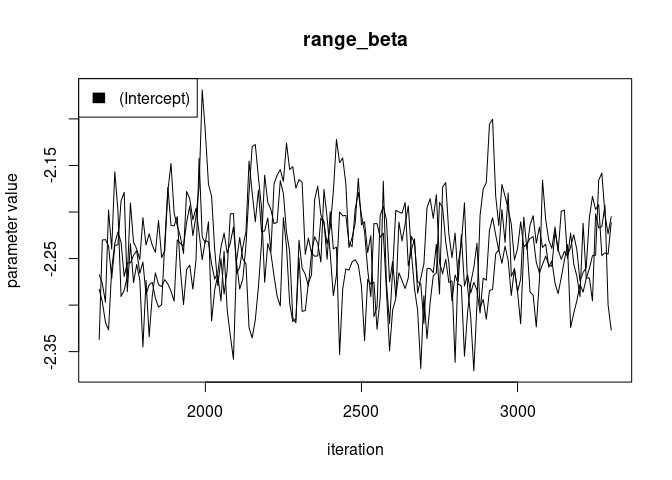 range_beta
(Intercept)
parameter value
-2.15
-2.25
-2.35
2000
2500
3000
iteration